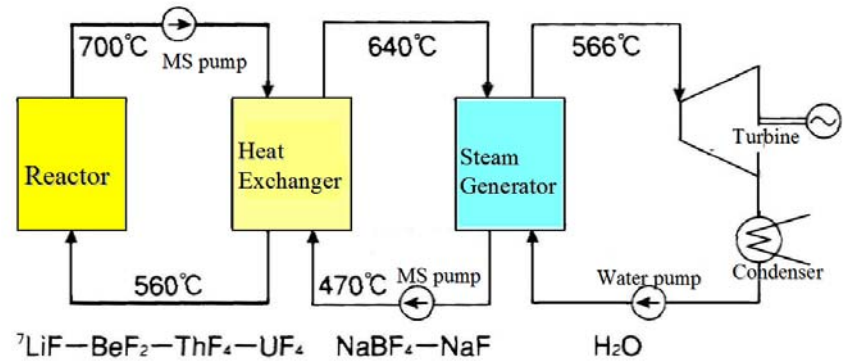 700℃
MS pump
640℃
566℃
Reactor
Heat
Exchanger
Steam
Generator
Turbine
560℃
470℃
MS pump
Water pump
Condenser
⁷LiF—BeF₂—ThF₄—UF₄
NaBF₄—NaF
H₂O